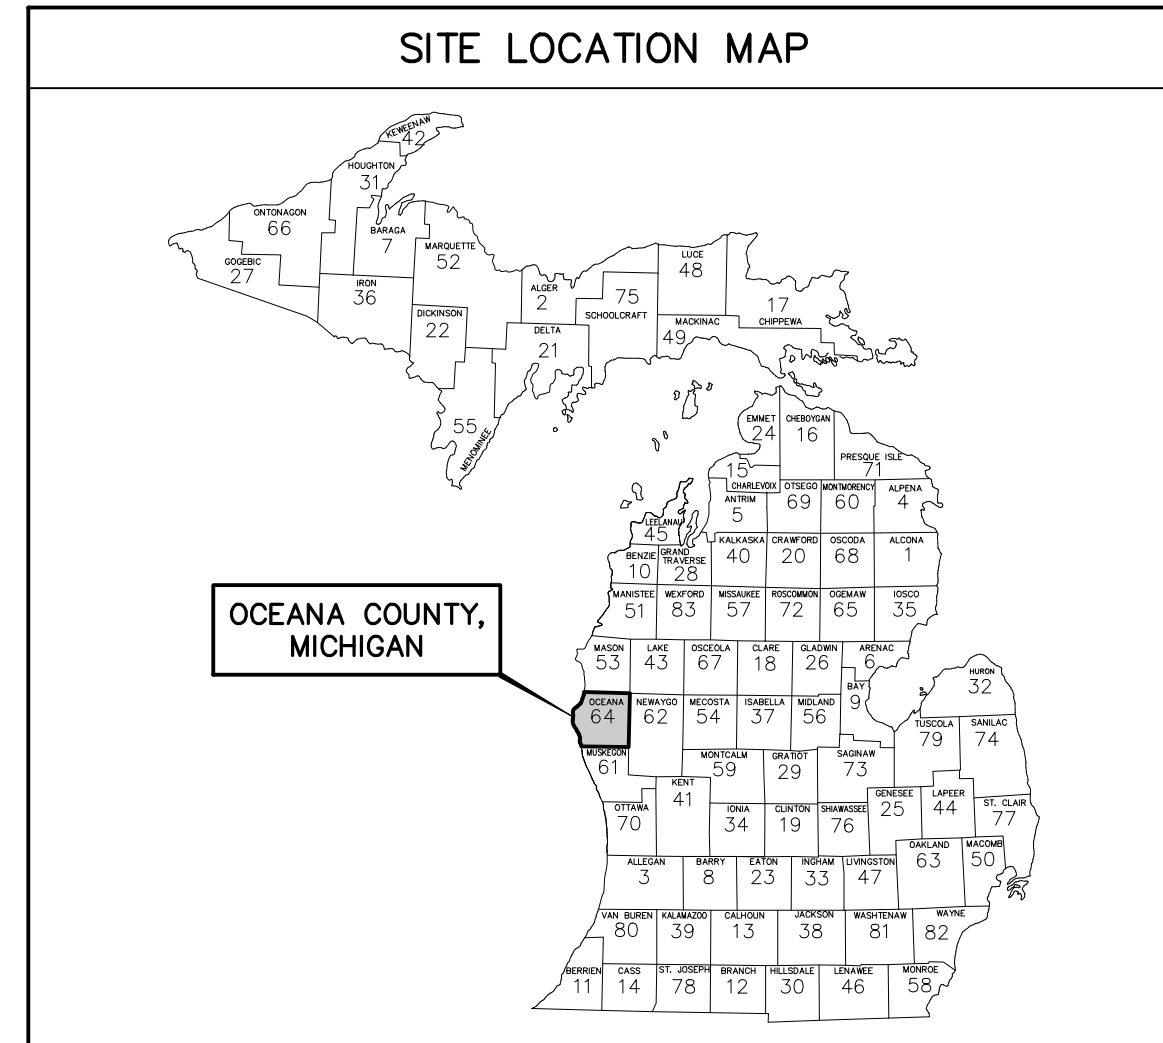 SITE LOCATION MAP
KEWEENAW
42
HOUGHTON
31
ONTONAGON
66
BARAGA
7
MARQUETTE
52
GOGEBIC
27
IRON
36
DICKINSON
22
ALGER
2
75
SCHOOLCRAFT
LUCE
48
17
CHIPPEWA
MACKINAC
49
DELTA
21
55
MENOMINEE
EMMET
24
CHEBOYGAN
16
PRESQUE ISLE
71
15
CHARLEVOIX
ANTRIM
5
OTSEGO
69
MONTMORENCY
60
ALPENA
4
LEELANAU
45
BENZIE
10
GRAND
TRAVERSE
28
KALKASKA
40
CRAWFORD
20
OSCODA
68
ALCONA
1
MANISTEE
51
WEXFORD
83
MISSAUKEE
57
ROSCOMMON
72
OGEMAW
65
IOSCO
35
OCEANA COUNTY,
MICHIGAN
MASON
53
LAKE
43
OSCEOLA
67
CLARE
18
GLADWIN
26
ARENAC
6
HURON
32
OCEANA
64
NEWAYGO
62
MECOSTA
54
ISABELLA
37
MIDLAND
56
BAY
9
TUSCOLA
79
SANILAC
74
MUSKEGON
61
MONTCALM
59
GRATIOT
29
SAGINAW
73
KENT
41
OTTAWA
70
IONIA
34
CLINTON
19
SHIAWASSEE
76
GENESEE
25
LAPEER
44
ST. CLAIR
77
ALLEGAN
3
BARRY
8
EATON
23
INGHAM
33
LIVINGSTON
47
OAKLAND
63
MACOMB
50
VAN BUREN
80
KALAMAZOO
39
CALHOUN
13
JACKSON
38
WASHTENAW
81
WAYNE
82
BERRIEN
11
CASS
14
ST. JOSEPH
78
BRANCH
12
HILLSDALE
30
LENAWEE
46
MONROE
58